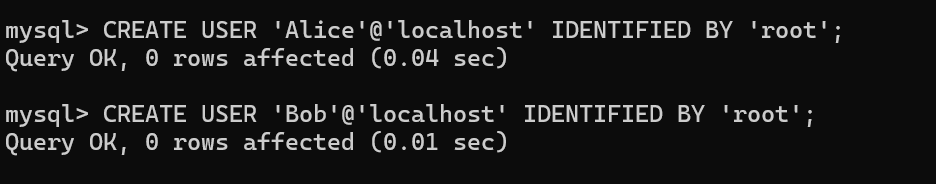 mysql> CREATE USER 'Alice'@'localhost' IDENTIFIED BY 'root';
Query OK, 0 rows affected (0.04 sec)
mysql> CREATE USER 'Bob'@'localhost' IDENTIFIED BY 'root';
Query OK, 0 rows affected (0.01 sec)